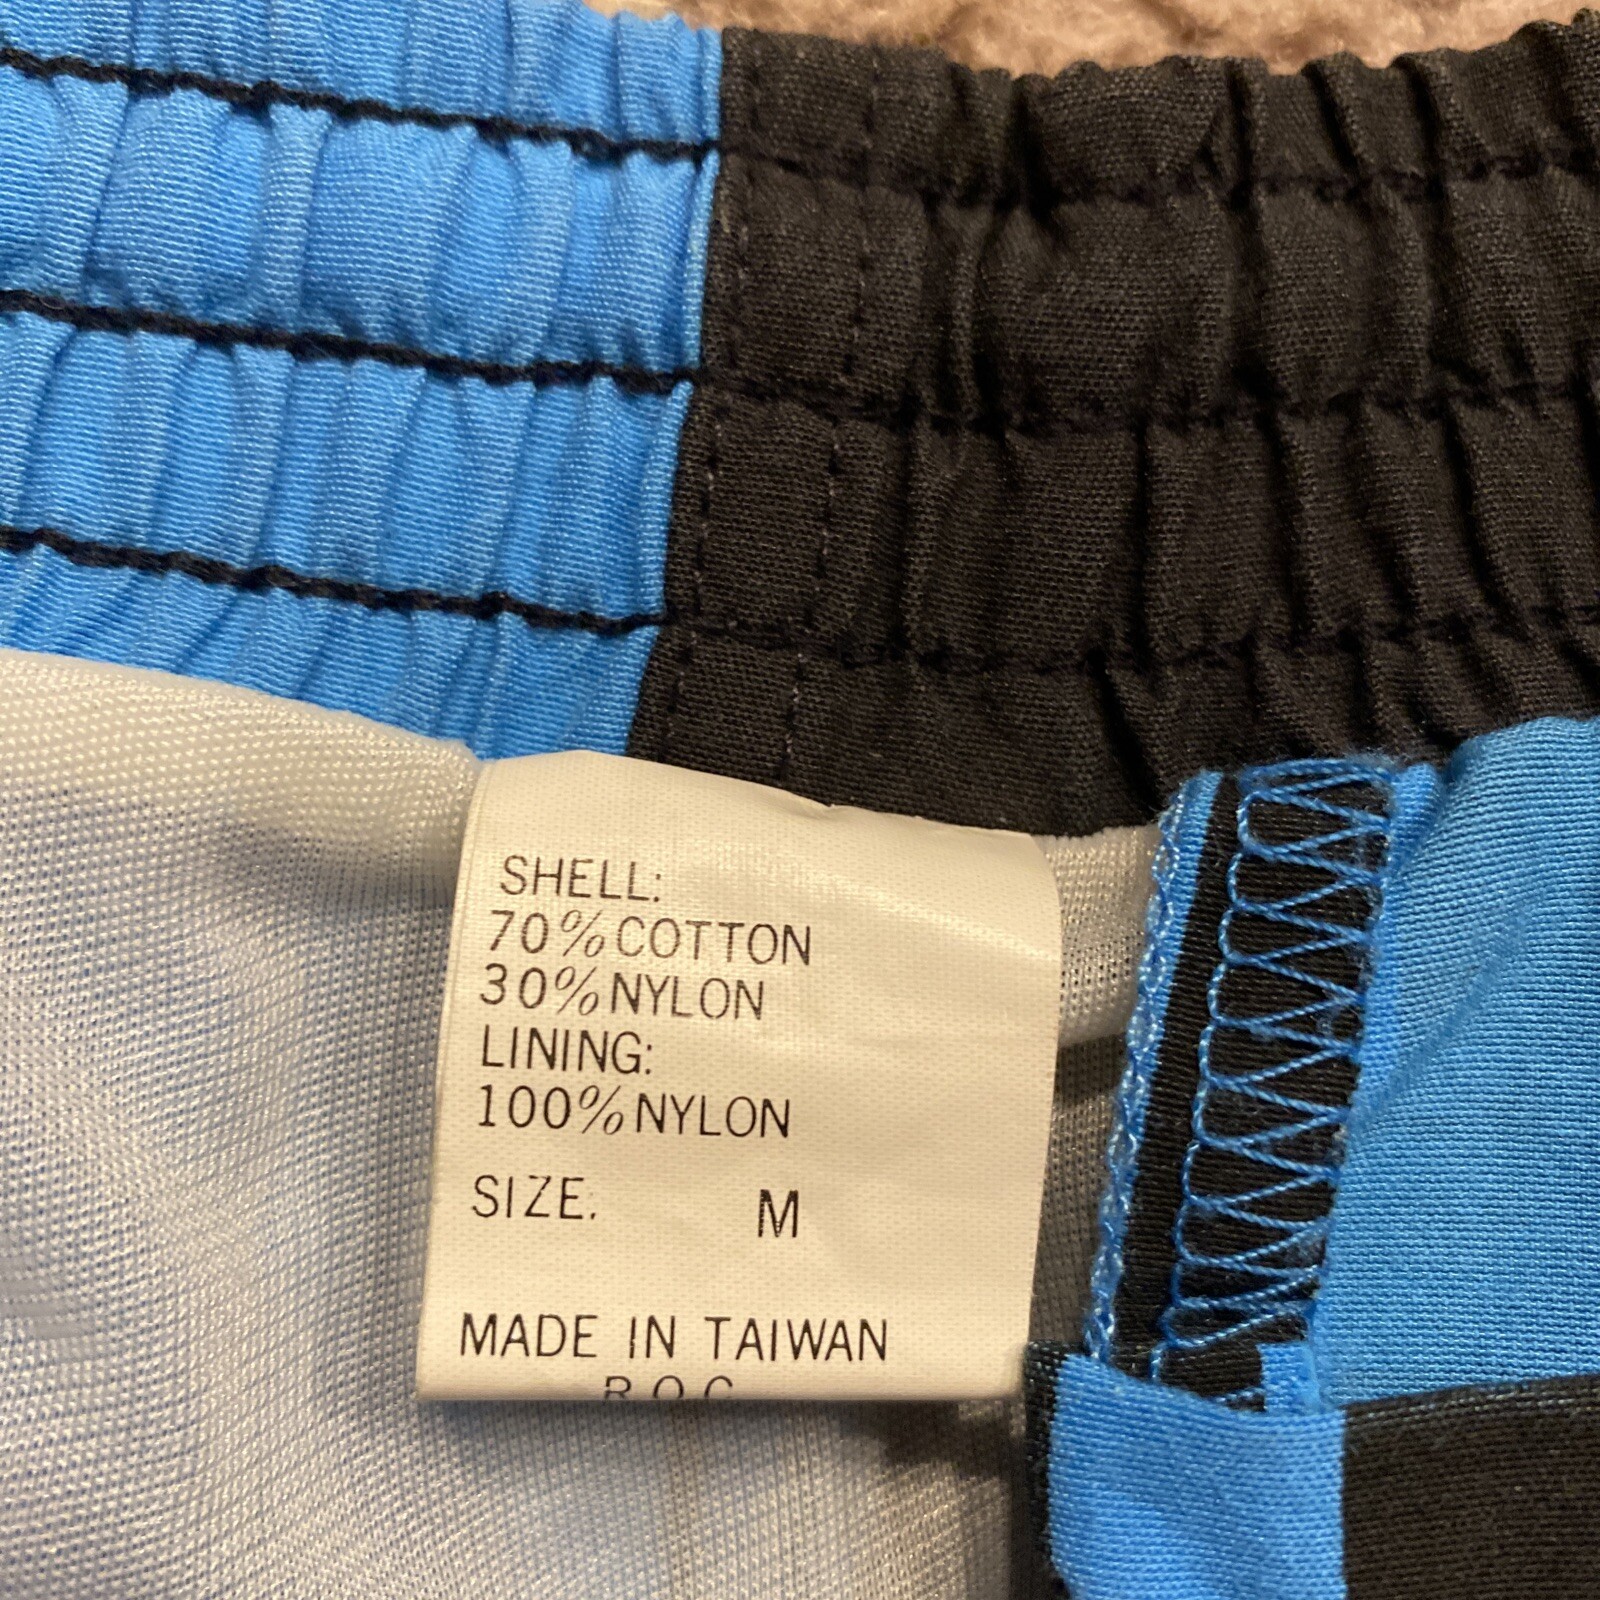 SHELL:
70%COTTON
30%NYLON
LINING:
100%NYLON
SIZE. M
MADE IN TAIWAN
R.O.C.